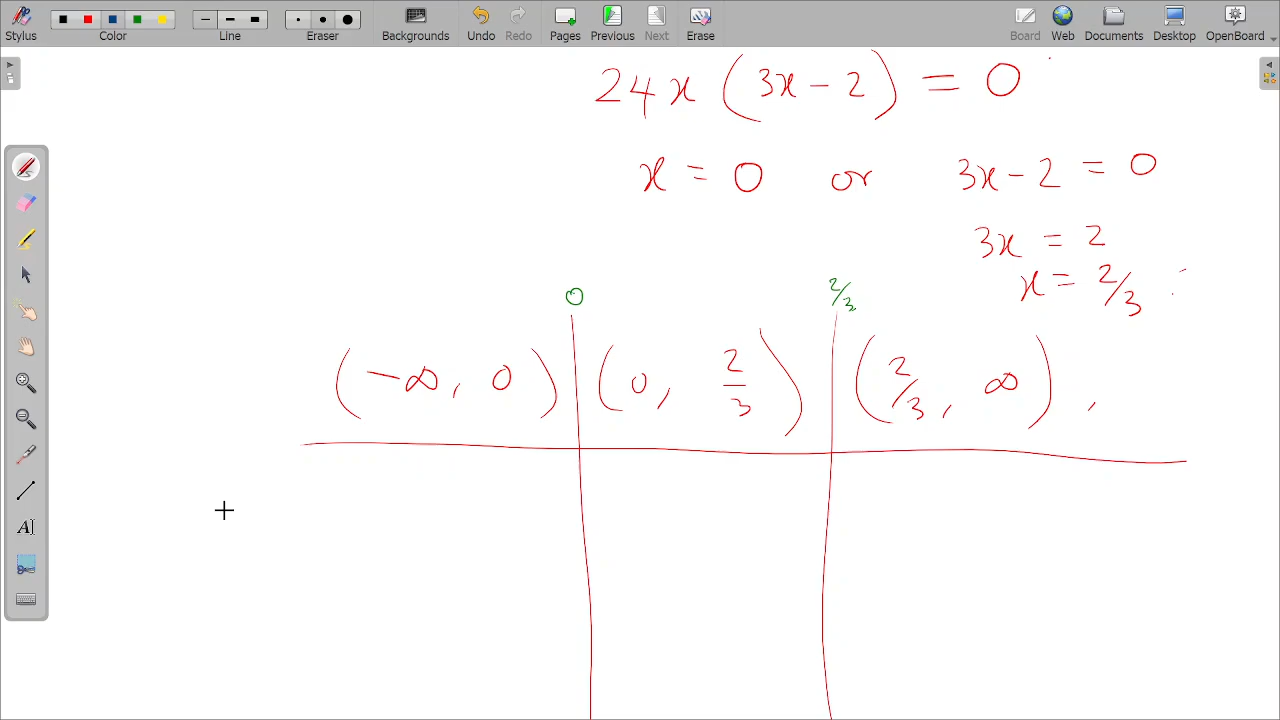 Stylus Color Line Eraser Backgrounds Undo Redo Pages Previous Next Erase Board Web Documents Desktop OpenBoard
24x (3x - 2) = 0
x = 0 or 3x - 2 = 0
3x = 2
x = 2/3
0 2/3
(-∞, 0) (0, 2/3) (2/3, ∞) ,